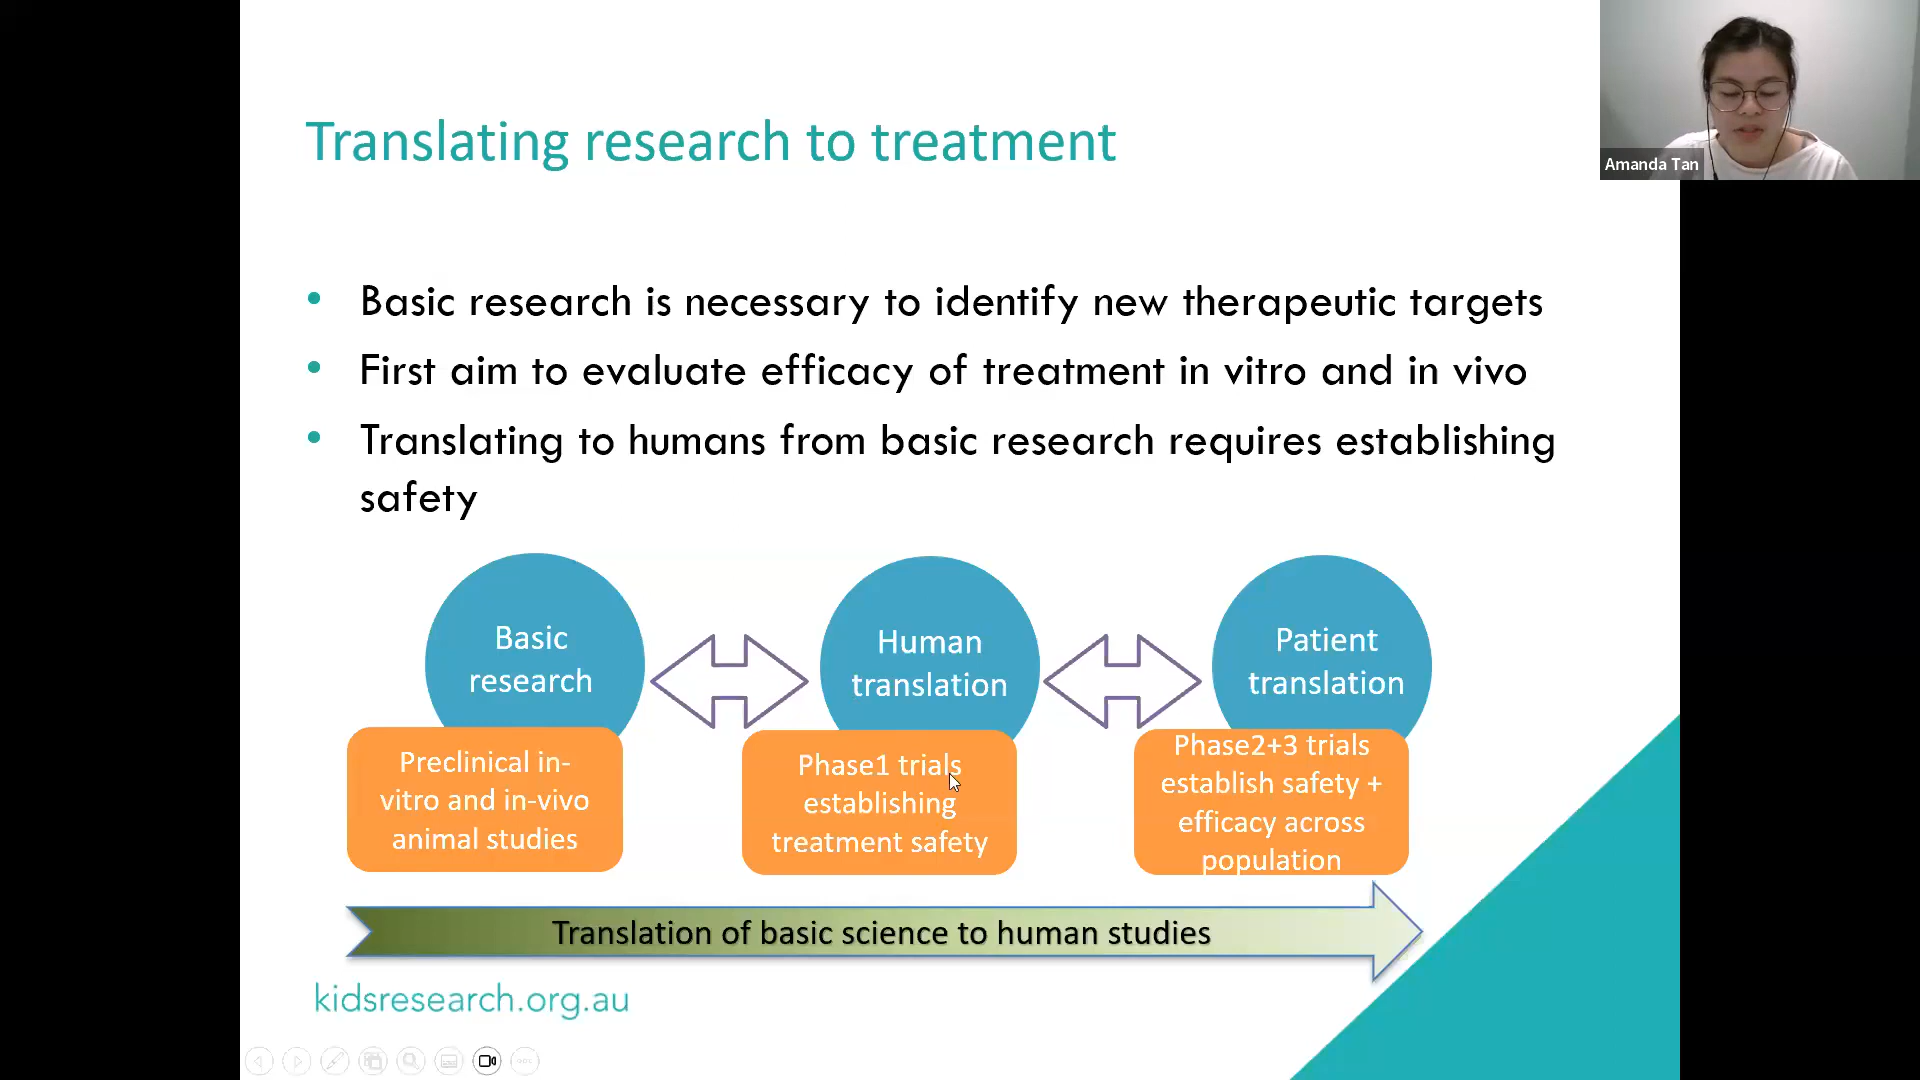 Translating research to treatment
Amanda Tan
• Basic research is necessary to identify new therapeutic targets
• First aim to evaluate efficacy of treatment in vitro and in vivo
• Translating to humans from basic research requires establishing
safety
Basic
research
Human
translation
Patient
translation
Preclinical in-
vitro and in-vivo
animal studies
Phase1 trials
establishing
treatment safety
Phase2+3 trials
establish safety +
efficacy across
population
Translation of basic science to human studies
kidsresearch.org.au